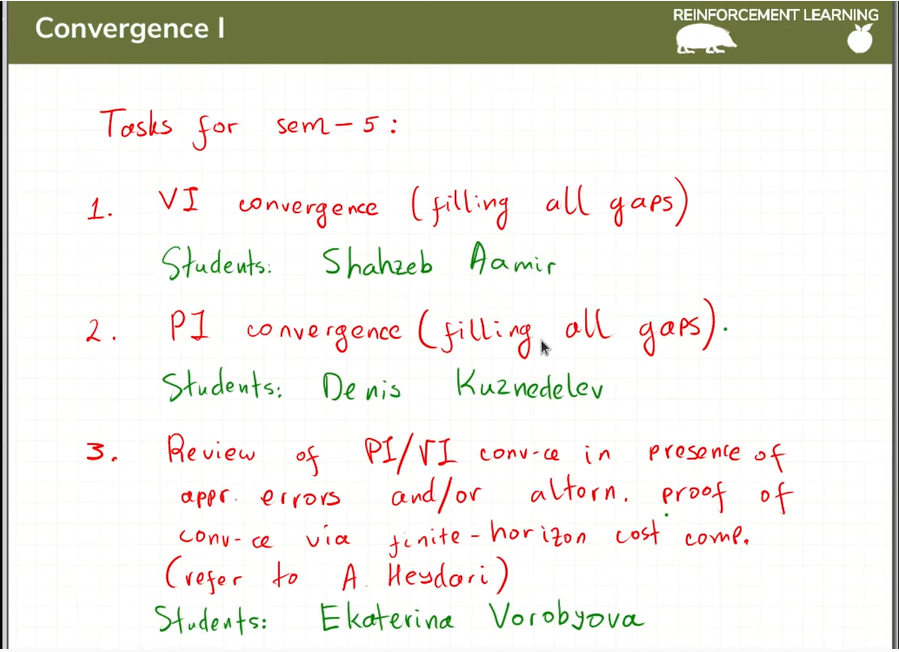 Convergence I
REINFORCEMENT LEARNING
Tasks for sem-5:
1. VI convergence (filling all gaps)
Students: Shahzeb Aamir
2. PI convergence (filling all gaps).
Students: Denis Kuznedelev
3. Review of PI/VI conv-ce in presence of
appr. errors and/or altern. proof of
conv-ce via finite-horizon cost comp.
(refer to A. Heydari)
Students: Ekaterina Vorobyova